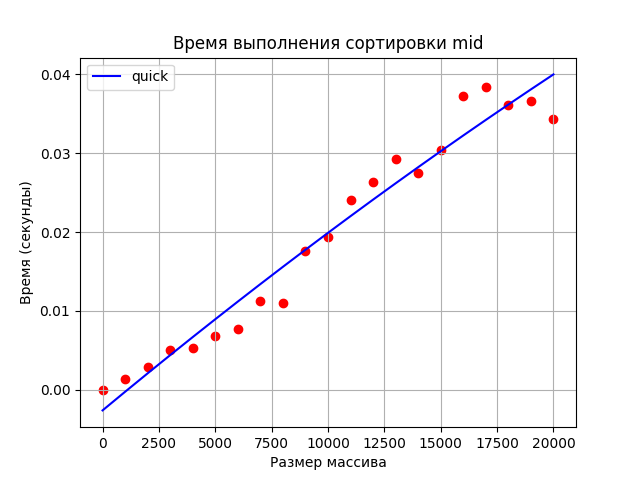 Время выполнения сортировки mid
quick
0.04
0.03
0.02
0.01
0.00
Время (секунды)
0 2500 5000 7500 10000 12500 15000 17500 20000
Размер массива